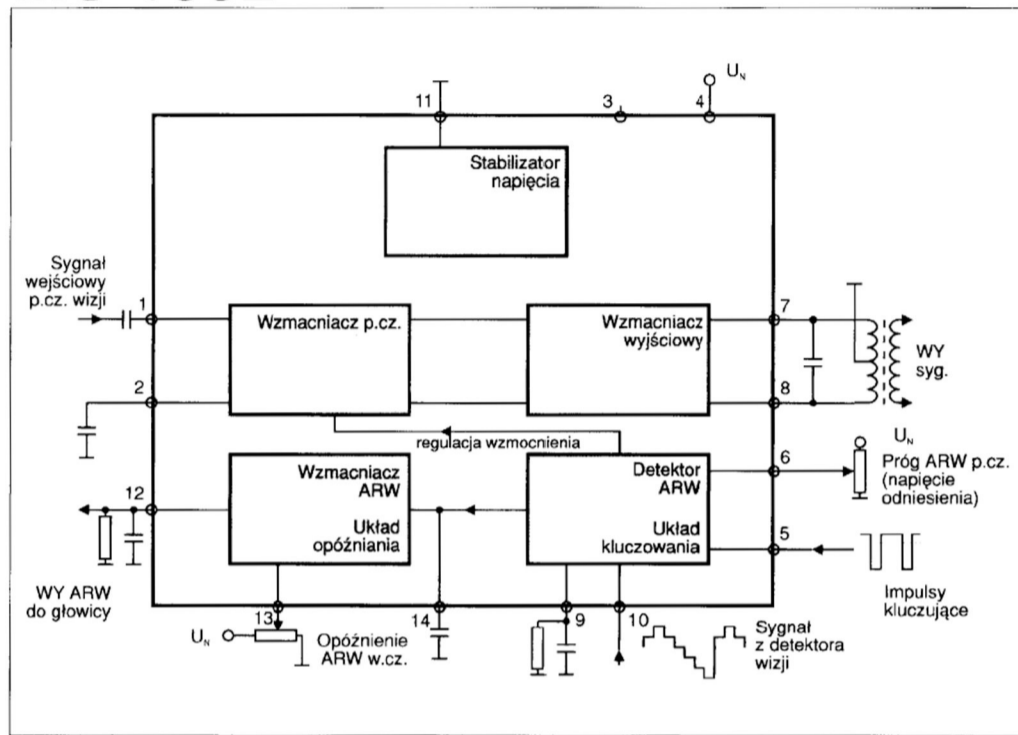 U_N
11
3
4
Stabilizator
napięcia
Sygnał
wejściowy
p.cz. wizji
1
Wzmacniacz p.cz.
Wzmacniacz
wyjściowy
7
WY
syg.
2
8
regulacja wzmocnienia
U_N
Wzmacniacz
ARW
Układ
opóźniania
Detektor
ARW
Układ
kluczowania
6
Próg ARW p.cz.
(napięcie
odniesienia)
12
5
WY ARW
do głowicy
Impulsy
kluczujące
13
14
9
10
U_N
Opóźnienie
ARW w.cz.
Sygnał
z detektora
wizji